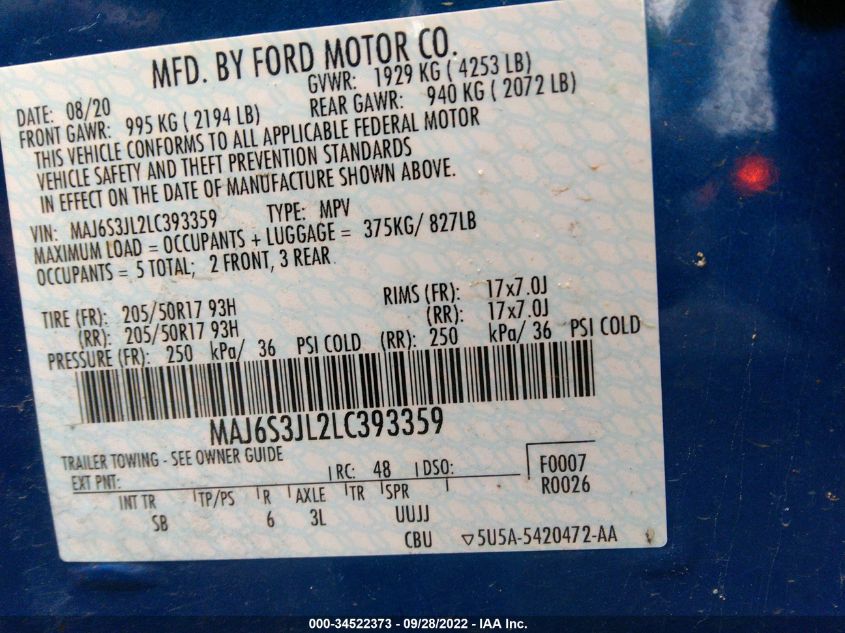 MFD. BY FORD MOTOR CO.
DATE: 08/20 GVWR: 1929 KG ( 4253 LB)
FRONT GAWR: 995 KG ( 2194 LB) REAR GAWR: 940 KG ( 2072 LB)
THIS VEHICLE CONFORMS TO ALL APPLICABLE FEDERAL MOTOR
VEHICLE SAFETY AND THEFT PREVENTION STANDARDS
IN EFFECT ON THE DATE OF MANUFACTURE SHOWN ABOVE.
VIN: MAJ6S3JL2LC393359 TYPE: MPV
MAXIMUM LOAD = OCCUPANTS + LUGGAGE = 375KG/ 827LB
OCCUPANTS = 5 TOTAL; 2 FRONT, 3 REAR
TIRE (FR): 205/50R17 93H RIMS (FR): 17x7.0J
(RR): 205/50R17 93H (RR): 17x7.0J
PRESSURE (FR): 250 kPa/ 36 PSI COLD (RR): 250 kPa/ 36 PSI COLD
MAJ6S3JL2LC393359
TRAILER TOWING - SEE OWNER GUIDE
EXT PNT: RC: 48 DSO: F0007
R0026
INT TR TP/PS R AXLE TR SPR
SB 6 3L UUJJ
CBU ▽5U5A-5420472-AA
000-34522373 - 09/28/2022 - IAA Inc.